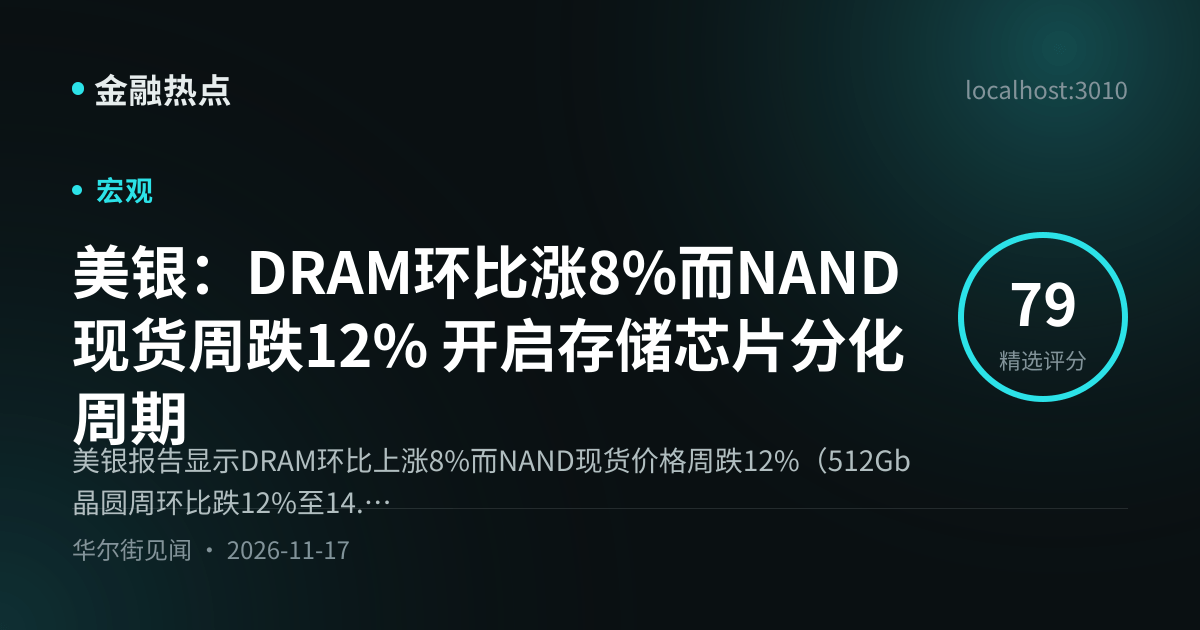 金融热点
localhost:3010
宏观
美银：DRAM环比涨8%而NAND
现货周跌12% 开启存储芯片分化
周期
79
精选评分
美银报告显示DRAM环比上涨8%而NAND现货价格周跌12%（512Gb
晶圆周环比跌12%至14.…
华尔街见闻 · 2026-11-17